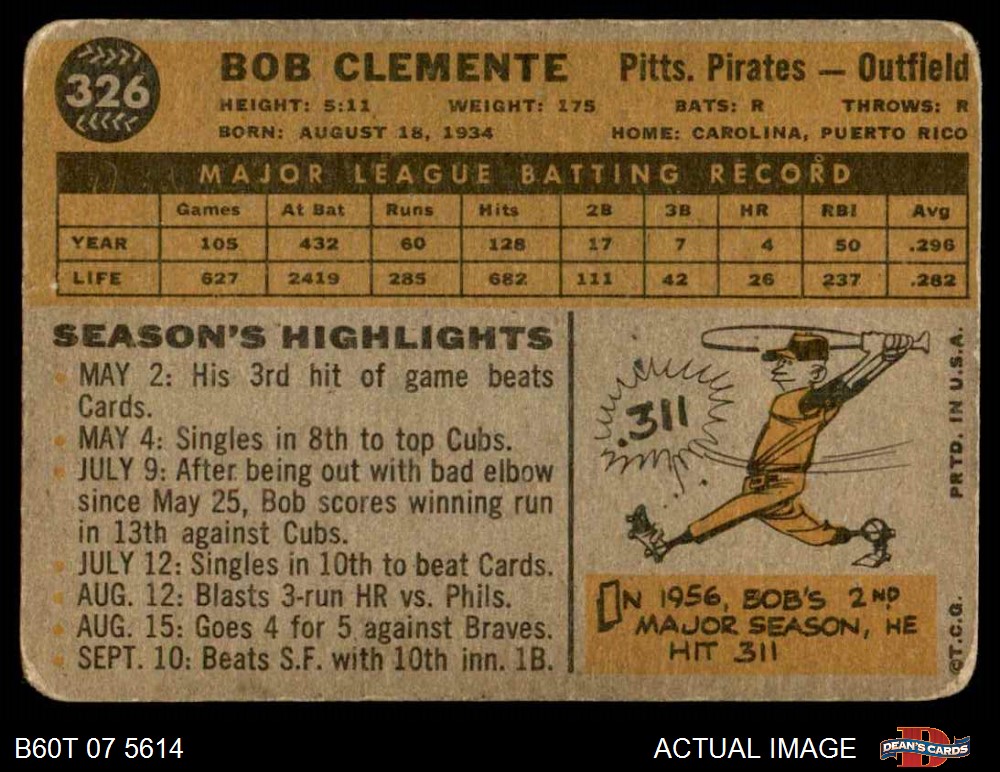 326
BOB CLEMENTE Pitts. Pirates — Outfield
HEIGHT: 5:11 WEIGHT: 175 BATS: R THROWS: R
BORN: AUGUST 18, 1934 HOME: CAROLINA, PUERTO RICO
MAJOR LEAGUE BATTING RECORD
Games At Bat Runs Hits 2B 3B HR RBI Avg
YEAR 105 432 60 128 17 7 4 50 .296
LIFE 627 2419 285 682 111 42 26 237 .282
SEASON'S HIGHLIGHTS
• MAY 2: His 3rd hit of game beats
Cards.
• MAY 4: Singles in 8th to top Cubs.
• JULY 9: After being out with bad elbow
since May 25, Bob scores winning run
in 13th against Cubs.
• JULY 12: Singles in 10th to beat Cards.
• AUG. 12: Blasts 3-run HR vs. Phils.
• AUG. 15: Goes 4 for 5 against Braves.
• SEPT. 10: Beats S.F. with 10th inn. 1B.
.311
IN 1956, BOB'S 2ND
MAJOR SEASON, HE
HIT 311
©T.C.G. PRTD. IN U.S.A.
B60T 07 5614 ACTUAL IMAGE DEAN'S CARDS